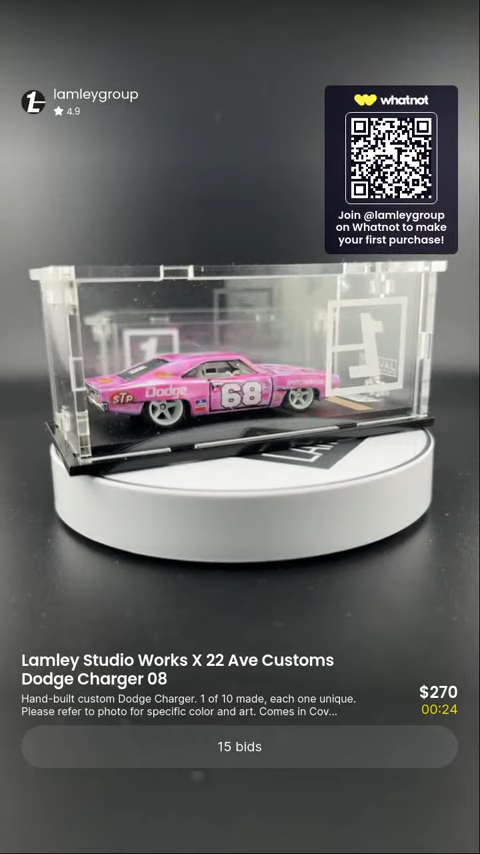 lamleygroup
4.9
whatnot
Join @lamleygroup
on Whatnot to make
your first purchase!
Dodge
68
STP
Lamley Studio Works X 22 Ave Customs
Dodge Charger 08
Hand-built custom Dodge Charger. 1 of 10 made, each one unique.
Please refer to photo for specific color and art. Comes in Cov...
$270
00:24
15 bids